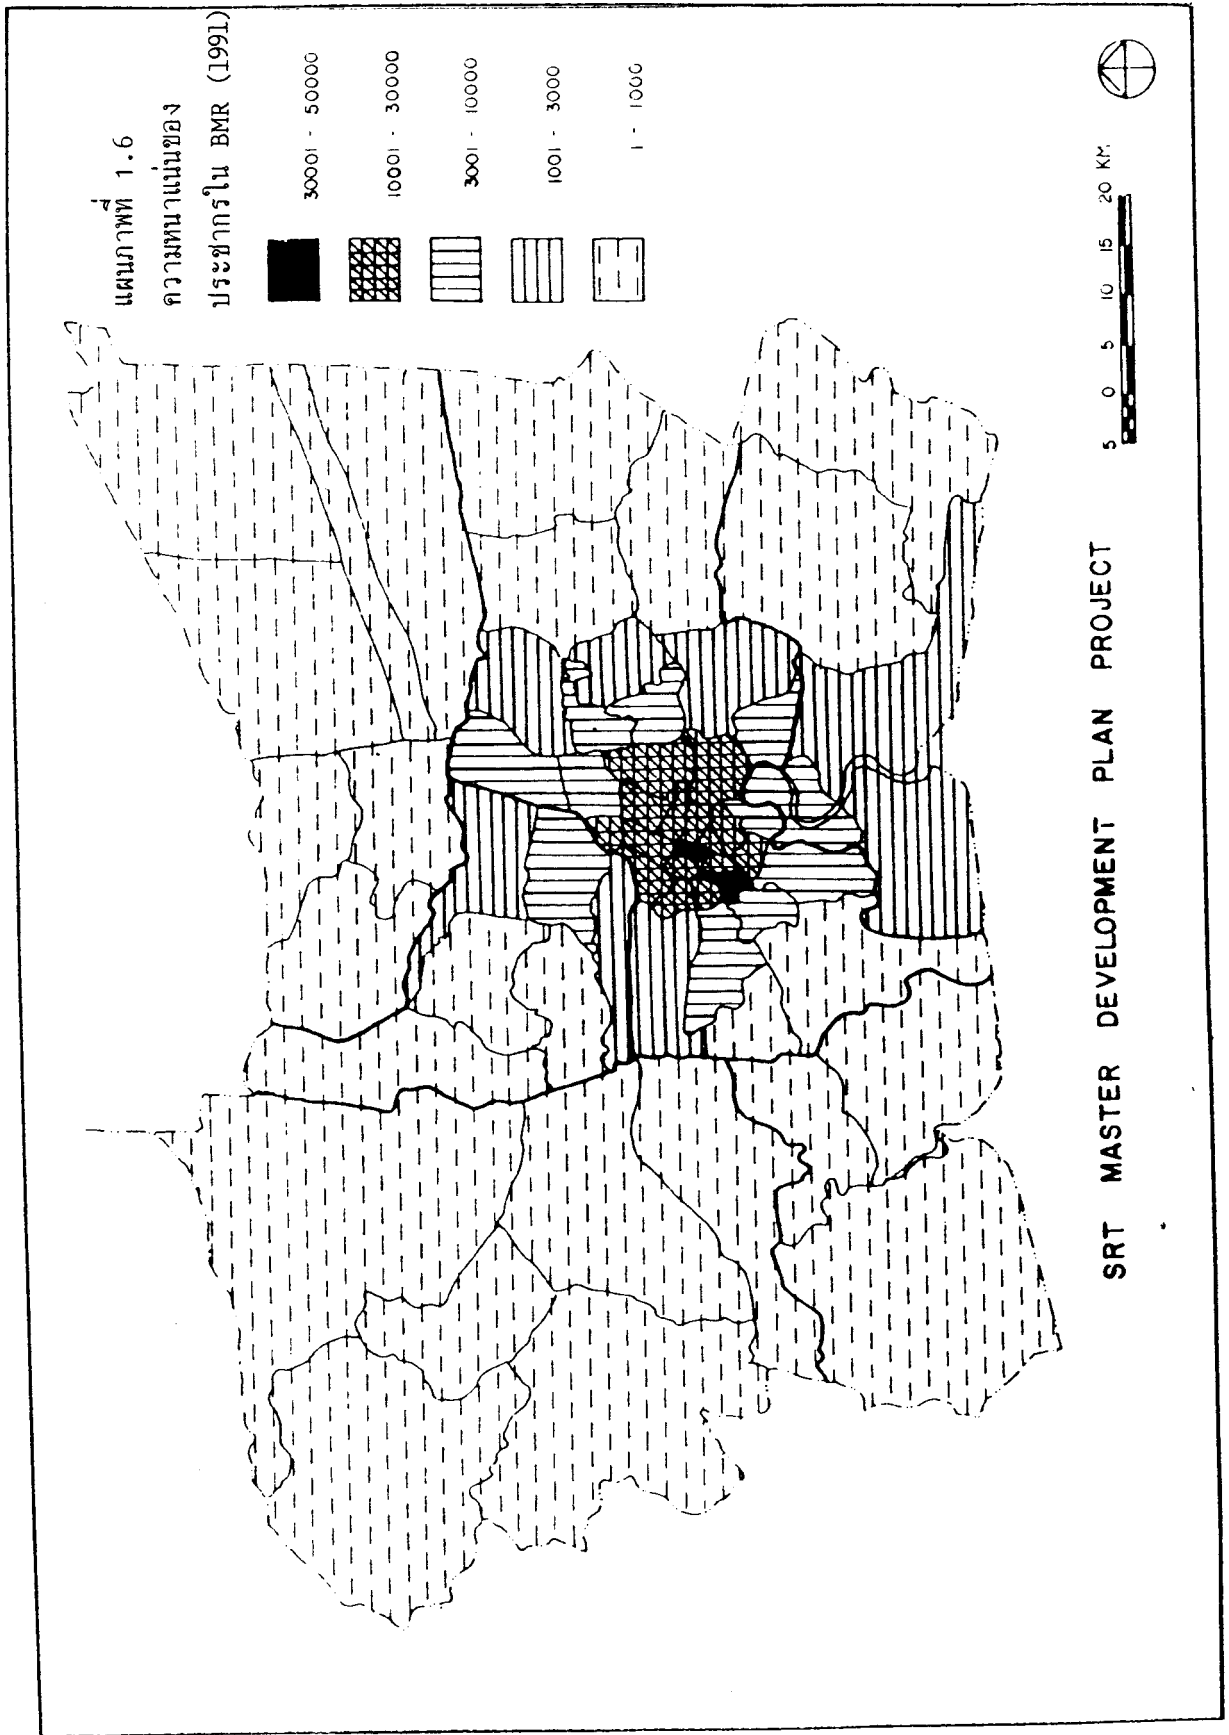 แผนภาพที่ 1.6
ความหนาแน่นของ
ประชากรใน BMR (1991)
30001 - 50000
10001 - 30000
3001 - 10000
1001 - 3000
1 - 1000
5 0 5 10 15 20 KM
SRT MASTER DEVELOPMENT PLAN PROJECT